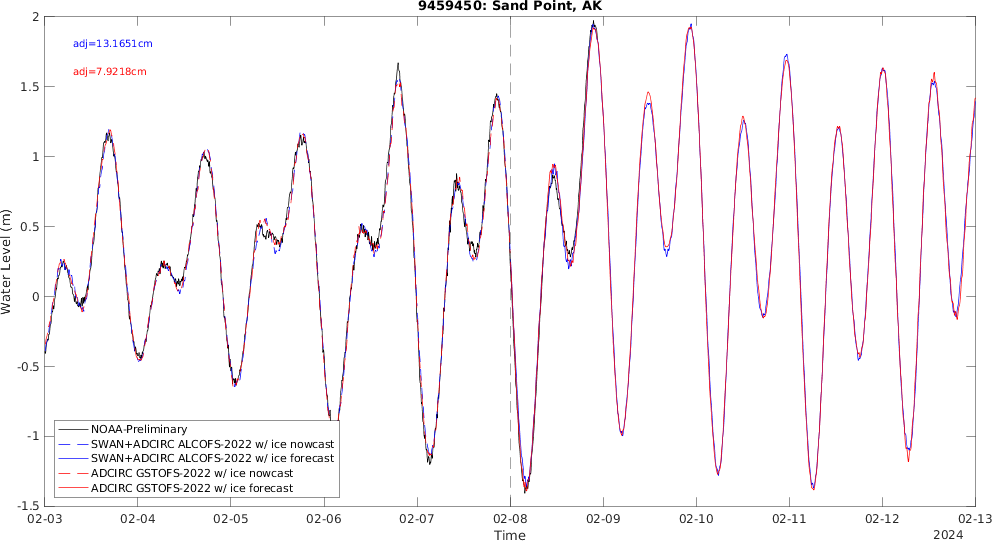 9459450: Sand Point, AK
adj=13.1651cm
adj=7.9218cm
Water Level (m)
2
1.5
1
0.5
0
-0.5
-1
-1.5
NOAA-Preliminary
SWAN+ADCIRC ALCOFS-2022 w/ ice nowcast
SWAN+ADCIRC ALCOFS-2022 w/ ice forecast
ADCIRC GSTOFS-2022 w/ ice nowcast
ADCIRC GSTOFS-2022 w/ ice forecast
02-03 02-04 02-05 02-06 02-07 02-08 02-09 02-10 02-11 02-12 02-13
Time
2024